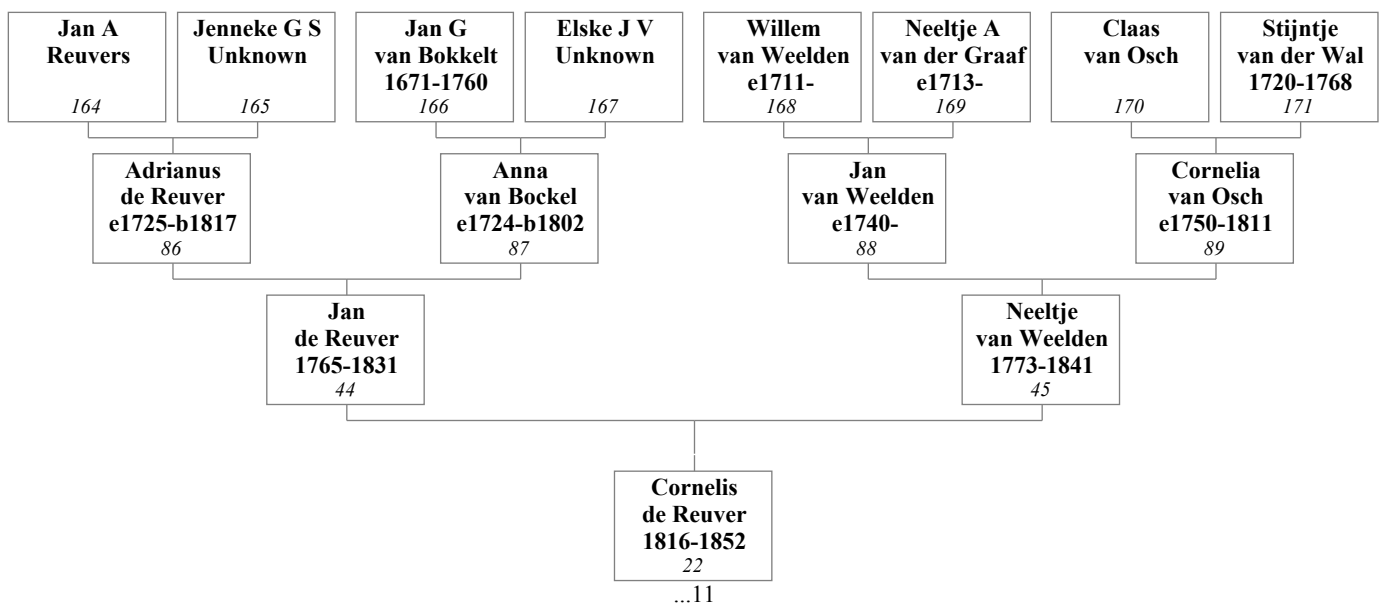 Jan A
Reuvers
164
Jenneke G S
Unknown
165
Jan G
van Bokkelt
1671-1760
166
Elske J V
Unknown
167
Willem
van Weelden
e1711-
168
Neeltje A
van der Graaf
e1713-
169
Claas
van Osch
170
Stijntje
van der Wal
1720-1768
171
Adrianus
de Reuver
e1725-b1817
86
Anna
van Bockel
e1724-b1802
87
Jan
van Weelden
e1740-
88
Cornelia
van Osch
e1750-1811
89
Jan
de Reuver
1765-1831
44
Neeltje
van Weelden
1773-1841
45
Cornelis
de Reuver
1816-1852
22
...11